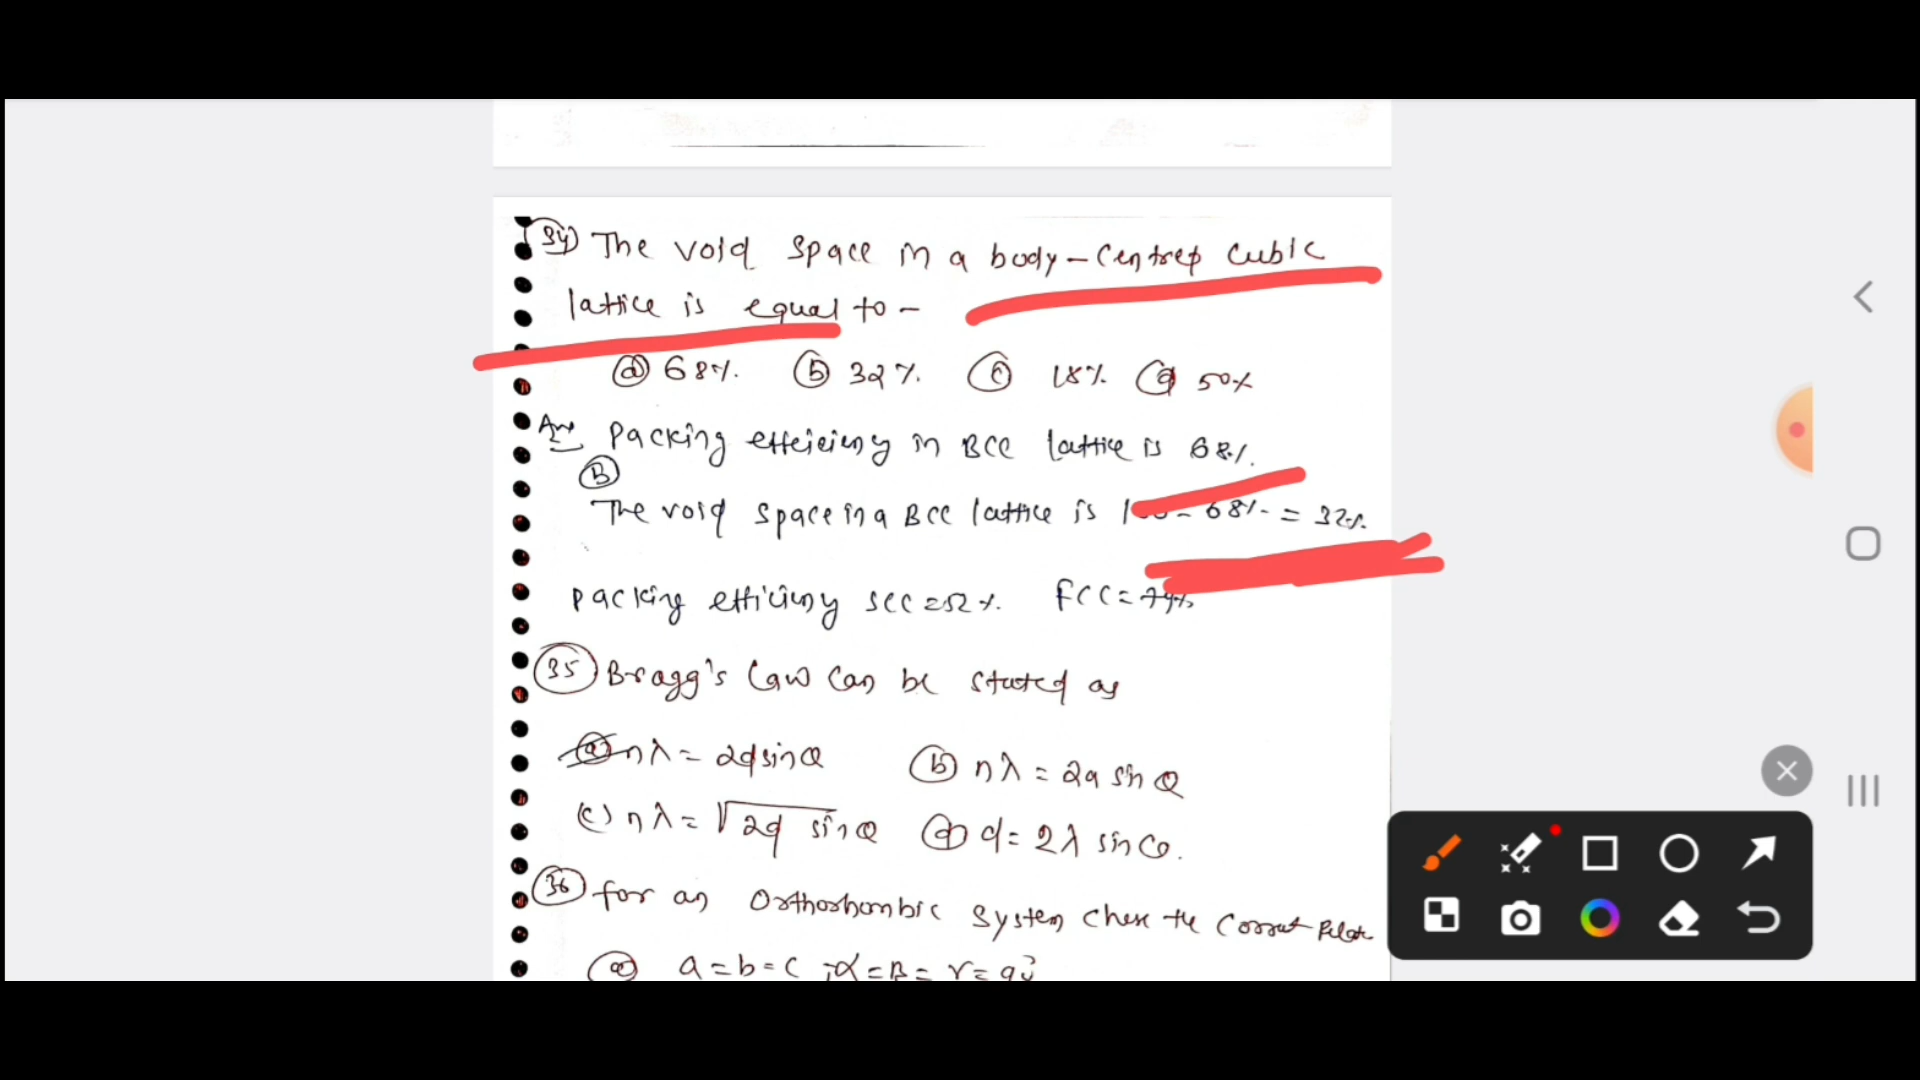 34) The void space in a body-centred cubic
lattice is equal to -
(a) 68% (b) 32% (c) 18% (d) 50%
Ans Packing efficiency in BCC lattice is 68%.
(B)
The void space in a BCC lattice is 100 - 68% = 32%.
packing efficiency SCC = 52%. FCC = 74%
(35) Bragg's law can be stated as
(a) nλ = 2d sinθ (b) nλ = 2a sinθ
(c) nλ = √2d sinθ (d) d = 2λ sinθ.
(36) for an Orthorhombic system chose the correct Relat
(a) a = b = c ; α = β = γ = 90